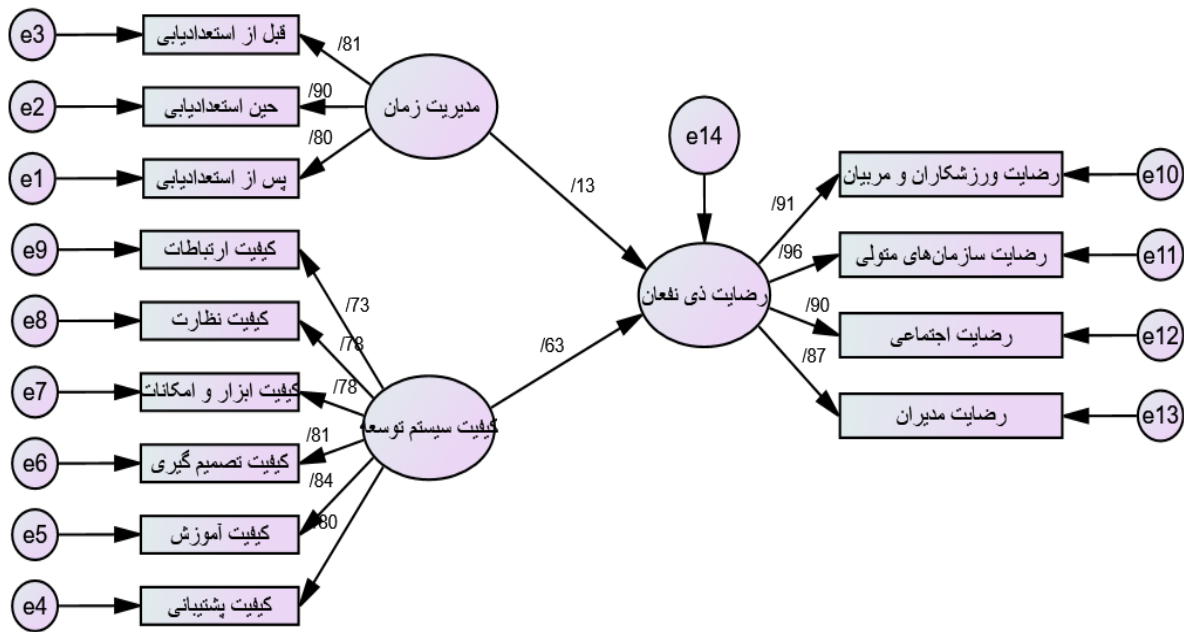 e3
قبل از استعدادیابی
/81
e2
حین استعدادیابی
/90
مدیریت زمان
e1
پس از استعدادیابی
/80
/13
e14
e9
کیفیت ارتباطات
/73
e8
کیفیت نظارت
/78
e7
کیفیت ابزار و امکانات
/78
e6
کیفیت تصمیم گیری
/81
کیفیت سیستم توسعه
/63
e5
کیفیت آموزش
/84
e4
کیفیت پشتیبانی
/80
رضایت ذی نفعان
/91
رضایت ورزشکاران و مربیان
e10
/96
رضایت سازمان‌های متولی
e11
/90
رضایت اجتماعی
e12
/87
رضایت مدیران
e13